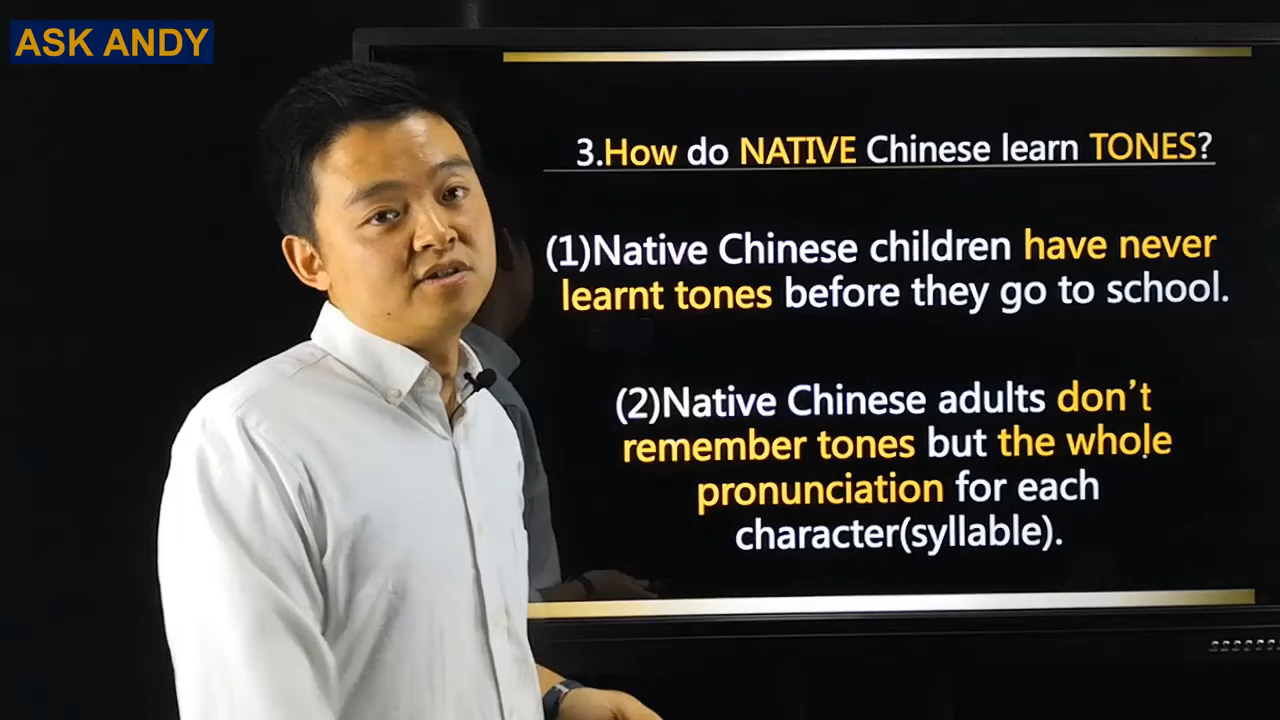 ASK ANDY
3.How do NATIVE Chinese learn TONES?
(1)Native Chinese children have never
learnt tones before they go to school.
(2)Native Chinese adults don't
remember tones but the whole
pronunciation for each
character(syllable).